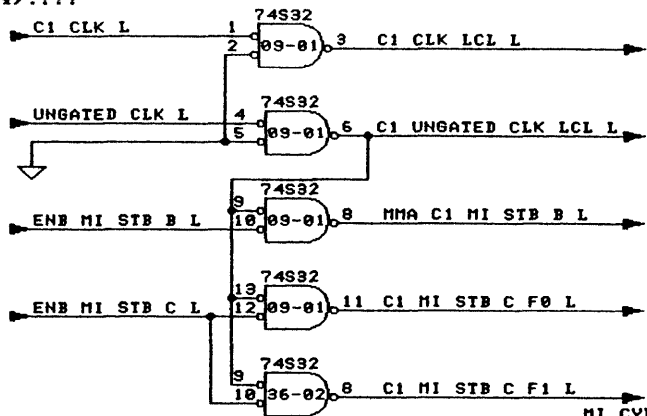 74S32
C1 CLK L 1 2 09-01 3 C1 CLK LCL L
74S32
UNGATED CLK L 4 5 09-01 6 C1 UNGATED CLK LCL L
74S32
ENB MI STB B L 9 10 09-01 8 MMA C1 MI STB B L
74S32
ENB MI STB C L 13 12 09-01 11 C1 MI STB C F0 L
74S32
9 10 36-02 8 C1 MI STB C F1 L